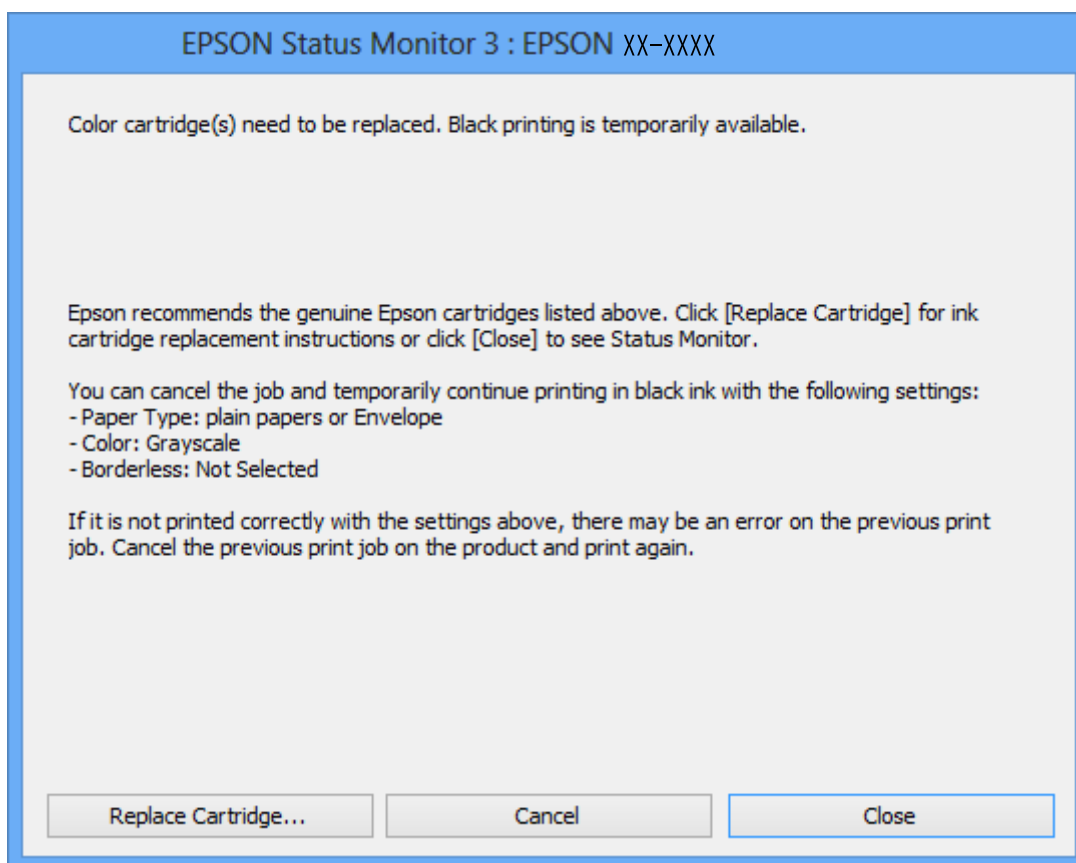 EPSON Status Monitor 3 : EPSON XX-XXXX
Color cartridge(s) need to be replaced. Black printing is temporarily available.
Epson recommends the genuine Epson cartridges listed above. Click [Replace Cartridge] for ink
cartridge replacement instructions or click [Close] to see Status Monitor.
You can cancel the job and temporarily continue printing in black ink with the following settings:
- Paper Type: plain papers or Envelope
- Color: Grayscale
- Borderless: Not Selected
If it is not printed correctly with the settings above, there may be an error on the previous print
job. Cancel the previous print job on the product and print again.
Replace Cartridge... Cancel Close